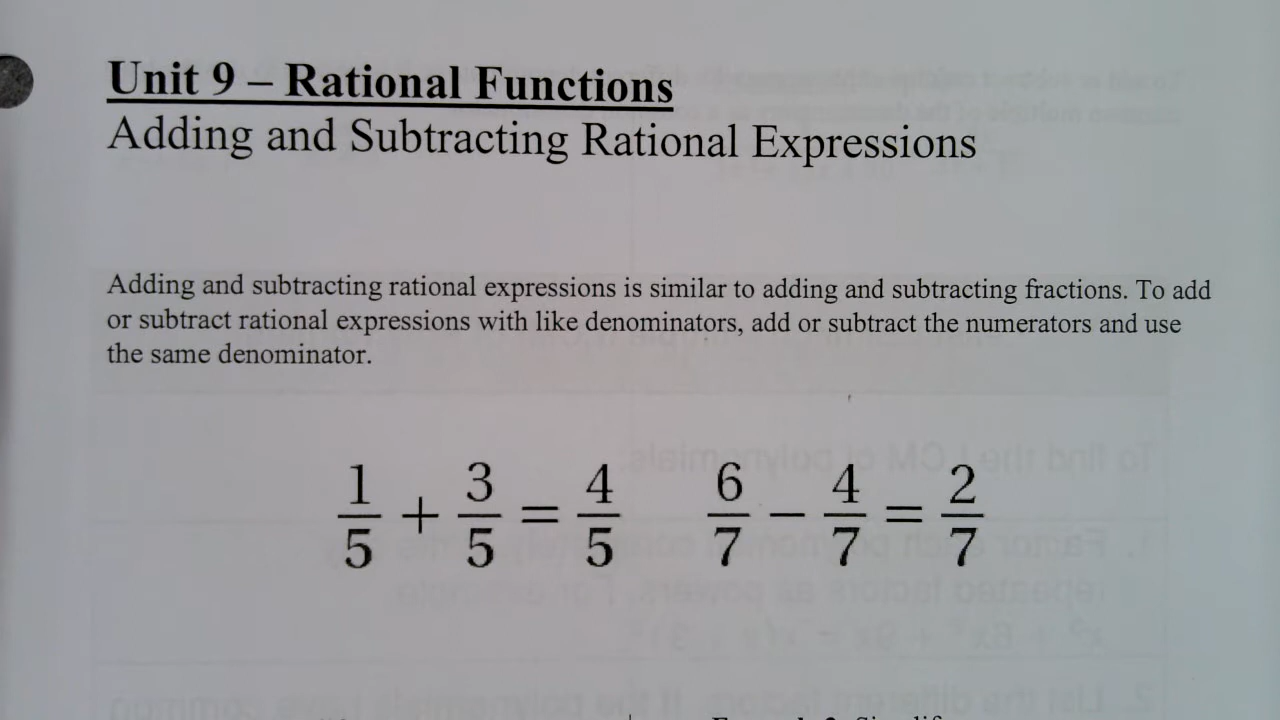 Unit 9 – Rational Functions
Adding and Subtracting Rational Expressions
Adding and subtracting rational expressions is similar to adding and subtracting fractions. To add
or subtract rational expressions with like denominators, add or subtract the numerators and use
the same denominator.
1/5 + 3/5 = 4/5 6/7 − 4/7 = 2/7